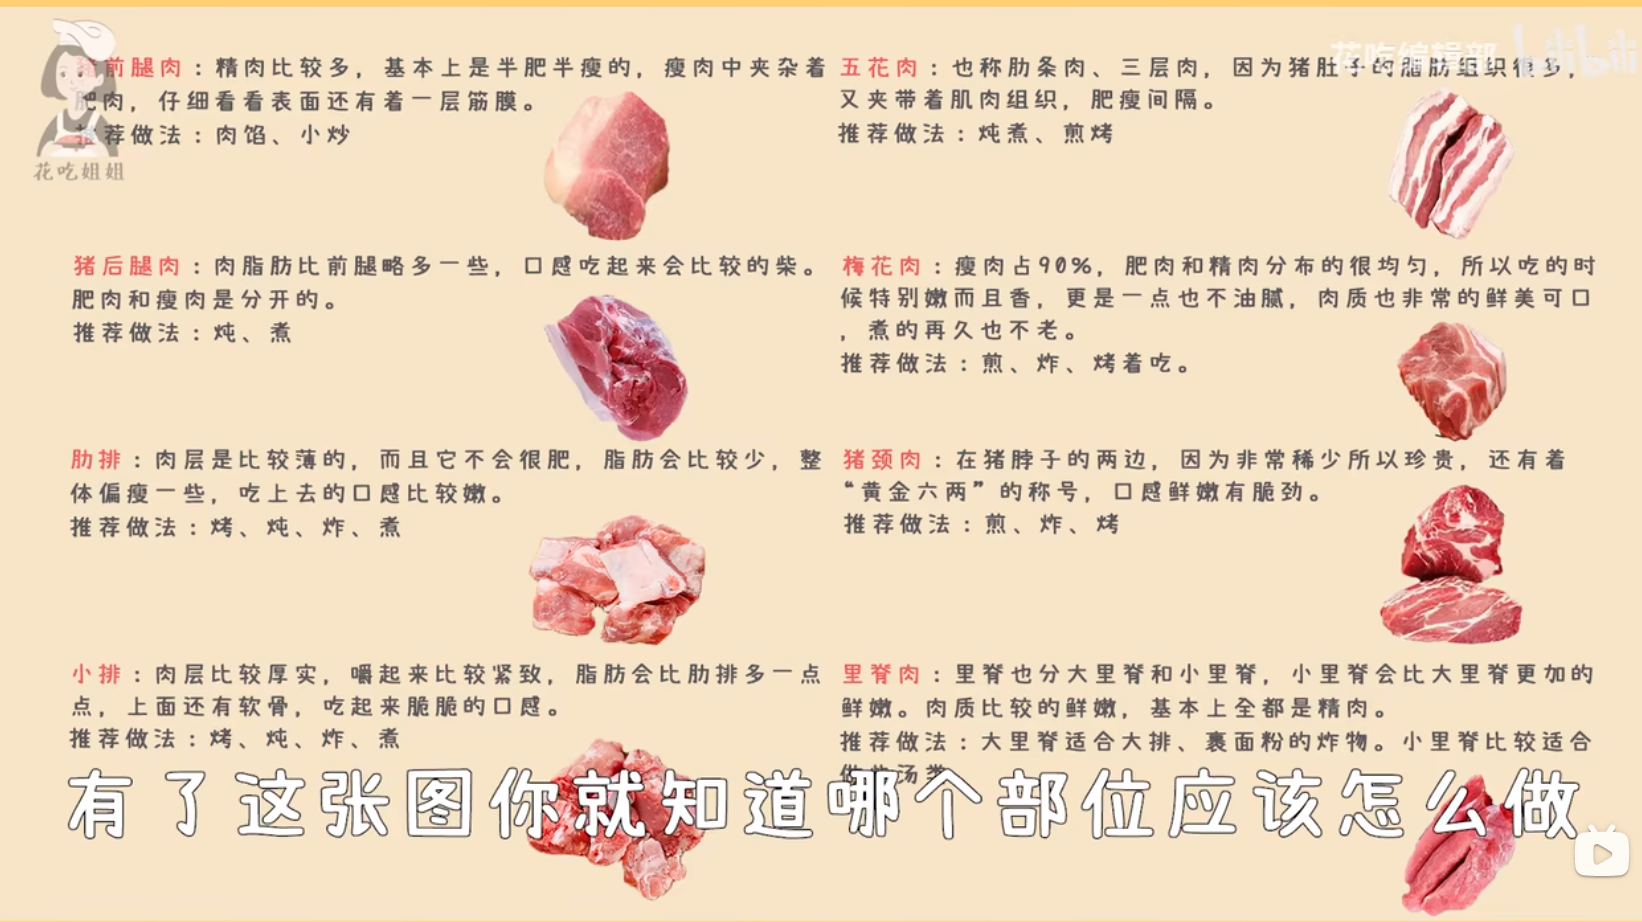 猪前腿肉：精肉比较多，基本上是半肥半瘦的，瘦肉中夹杂着
肥肉，仔细看看表面还有着一层筋膜。
推荐做法：肉馅、小炒
花吃姐姐
花吃编辑部 bilibili
五花肉：也称肋条肉、三层肉，因为猪肚子的脂肪组织很多，
又夹带着肌肉组织，肥瘦间隔。
推荐做法：炖煮、煎烤
猪后腿肉：肉脂肪比前腿略多一些，口感吃起来会比较的柴。
肥肉和瘦肉是分开的。
推荐做法：炖、煮
梅花肉：瘦肉占90%，肥肉和精肉分布的很均匀，所以吃的时
候特别嫩而且香，更是一点也不油腻，肉质也非常的鲜美可口
，煮的再久也不老。
推荐做法：煎、炸、烤着吃。
肋排：肉层是比较薄的，而且它不会很肥，脂肪会比较少，整
体偏瘦一些，吃上去的口感比较嫩。
推荐做法：烤、炖、炸、煮
猪颈肉：在猪脖子的两边，因为非常稀少所以珍贵，还有着
“黄金六两”的称号，口感鲜嫩有脆劲。
推荐做法：煎、炸、烤
小排：肉层比较厚实，嚼起来比较紧致，脂肪会比肋排多一点
点，上面还有软骨，吃起来脆脆的口感。
推荐做法：烤、炖、炸、煮
里脊肉：里脊也分大里脊和小里脊，小里脊会比大里脊更加的
鲜嫩。肉质比较的鲜嫩，基本上全都是精肉。
推荐做法：大里脊适合大排、裹面粉的炸物。小里脊比较适合
汤类
有了这张图你就知道哪个部位应该怎么做